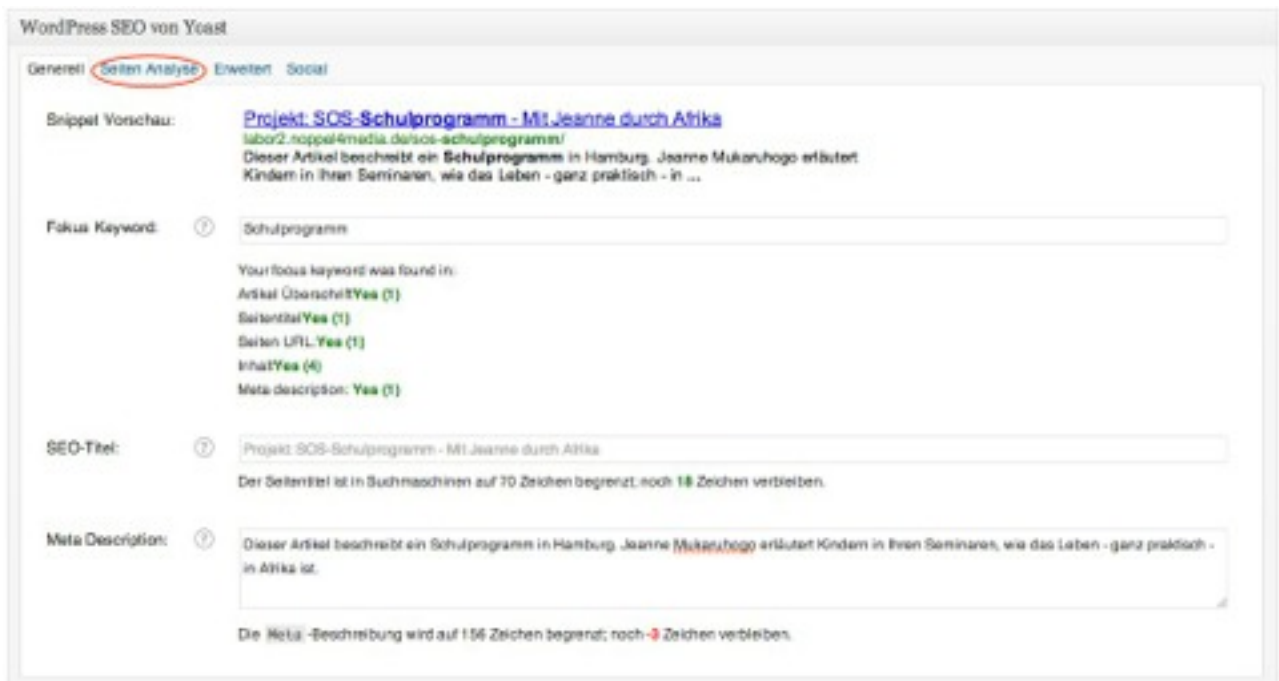 WordPress SEO von Yoast
Generell Seiten Analyse Erweitert Social
Snippet Vorschau: Projekt: SOS-Schulprogramm - Mit Jeanne durch Afrika
labor2.noppel4media.de/sos-schulprogramm/
Dieser Artikel beschreibt ein Schulprogramm in Hamburg. Jeanne Mukaruhogo erläutert
Kindern in Ihren Seminaren, wie das Leben - ganz praktisch - in ...
Fokus Keyword: ? Schulprogramm
Your focus keyword was found in:
Artikel Überschrift Yes (1)
Seitentitel Yes (1)
Seiten URL: Yes (1)
Inhalt Yes (4)
Meta description: Yes (1)
SEO-Titel: ? Projekt: SOS-Schulprogramm - Mit Jeanne durch Afrika
Der Seitentitel ist in Suchmaschinen auf 70 Zeichen begrenzt; noch 18 Zeichen verbleiben.
Meta Description: ? Dieser Artikel beschreibt ein Schulprogramm in Hamburg. Jeanne Mukaruhogo erläutert Kindern in Ihren Seminaren, wie das Leben - ganz praktisch -
in Afrika ist.
Die Meta -Beschreibung wird auf 156 Zeichen begrenzt; noch -3 Zeichen verbleiben.